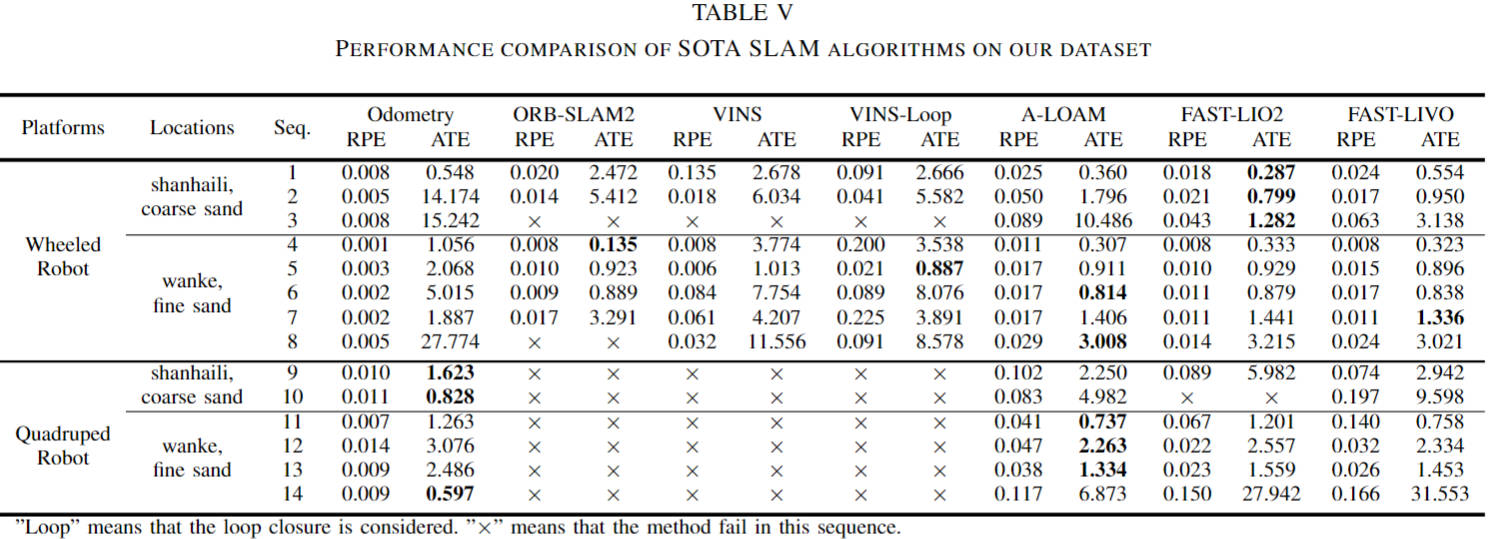 TABLE V
PERFORMANCE COMPARISON OF SOTA SLAM ALGORITHMS ON OUR DATASET
Platforms Locations Seq. Odometry ORB-SLAM2 VINS VINS-Loop A-LOAM FAST-LIO2 FAST-LIVO
RPE ATE RPE ATE RPE ATE RPE ATE RPE ATE RPE ATE RPE ATE
Wheeled Robot shanhaili, coarse sand 1 0.008 0.548 0.020 2.472 0.135 2.678 0.091 2.666 0.025 0.360 0.018 0.287 0.024 0.554
2 0.005 14.174 0.014 5.412 0.018 6.034 0.041 5.582 0.050 1.796 0.021 0.799 0.017 0.950
3 0.008 15.242 × × × × × × 0.089 10.486 0.043 1.282 0.063 3.138
wanke, fine sand 4 0.001 1.056 0.008 0.135 0.008 3.774 0.200 3.538 0.011 0.307 0.008 0.333 0.008 0.323
5 0.003 2.068 0.010 0.923 0.006 1.013 0.021 0.887 0.017 0.911 0.010 0.929 0.015 0.896
6 0.002 5.015 0.009 0.889 0.084 7.754 0.089 8.076 0.017 0.814 0.011 0.879 0.017 0.838
7 0.002 1.887 0.017 3.291 0.061 4.207 0.225 3.891 0.017 1.406 0.011 1.441 0.011 1.336
8 0.005 27.774 × × 0.032 11.556 0.091 8.578 0.029 3.008 0.014 3.215 0.024 3.021
Quadruped Robot shanhaili, coarse sand 9 0.010 1.623 × × × × × × 0.102 2.250 0.089 5.982 0.074 2.942
10 0.011 0.828 × × × × × × 0.083 4.982 × × 0.197 9.598
wanke, fine sand 11 0.007 1.263 × × × × × × 0.041 0.737 0.067 1.201 0.140 0.758
12 0.014 3.076 × × × × × × 0.047 2.263 0.022 2.557 0.032 2.334
13 0.009 2.486 × × × × × × 0.038 1.334 0.023 1.559 0.026 1.453
14 0.009 0.597 × × × × × × 0.117 6.873 0.150 27.942 0.166 31.553
"Loop" means that the loop closure is considered. "×" means that the method fail in this sequence.